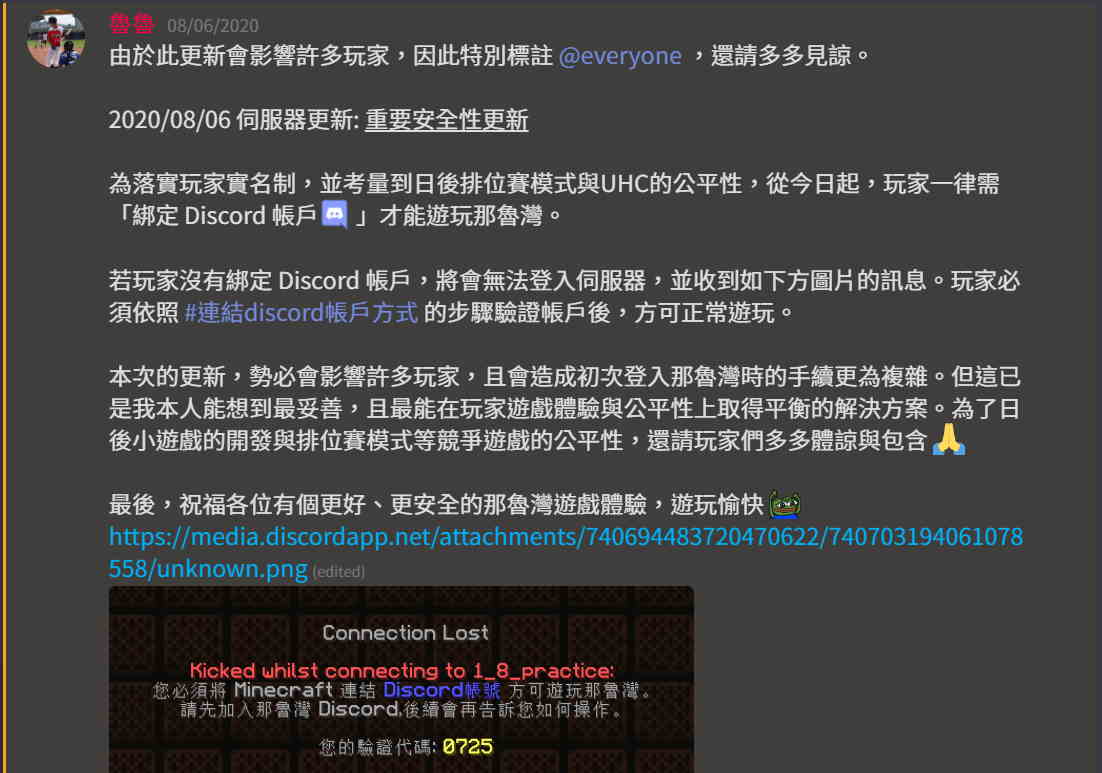 魯魯 08/06/2020
由於此更新會影響許多玩家，因此特別標註 @everyone ，還請多多見諒。
2020/08/06 伺服器更新: 重要安全性更新
為落實玩家實名制，並考量到日後排位賽模式與UHC的公平性，從今日起，玩家一律需
「綁定 Discord 帳戶 」才能遊玩那魯灣。
若玩家沒有綁定 Discord 帳戶，將會無法登入伺服器，並收到如下方圖片的訊息。玩家必
須依照 #連結discord帳戶方式 的步驟驗證帳戶後，方可正常遊玩。
本次的更新，勢必會影響許多玩家，且會造成初次登入那魯灣時的手續更為複雜。但這已
是我本人能想到最妥善，且最能在玩家遊戲體驗與公平性上取得平衡的解決方案。為了日
後小遊戲的開發與排位賽模式等競爭遊戲的公平性，還請玩家們多多體諒與包含 🙏
最後，祝福各位有個更好、更安全的那魯灣遊戲體驗，遊玩愉快
https://media.discordapp.net/attachments/740694483720470622/740703194061078
558/unknown.png (edited)
Connection Lost
Kicked whilst connecting to 1_8_practice:
您必須將 Minecraft 連結 Discord帳號 方可遊玩那魯灣。
請先加入那魯灣 Discord,後續會再告訴您如何操作。
您的驗證代碼: 0725